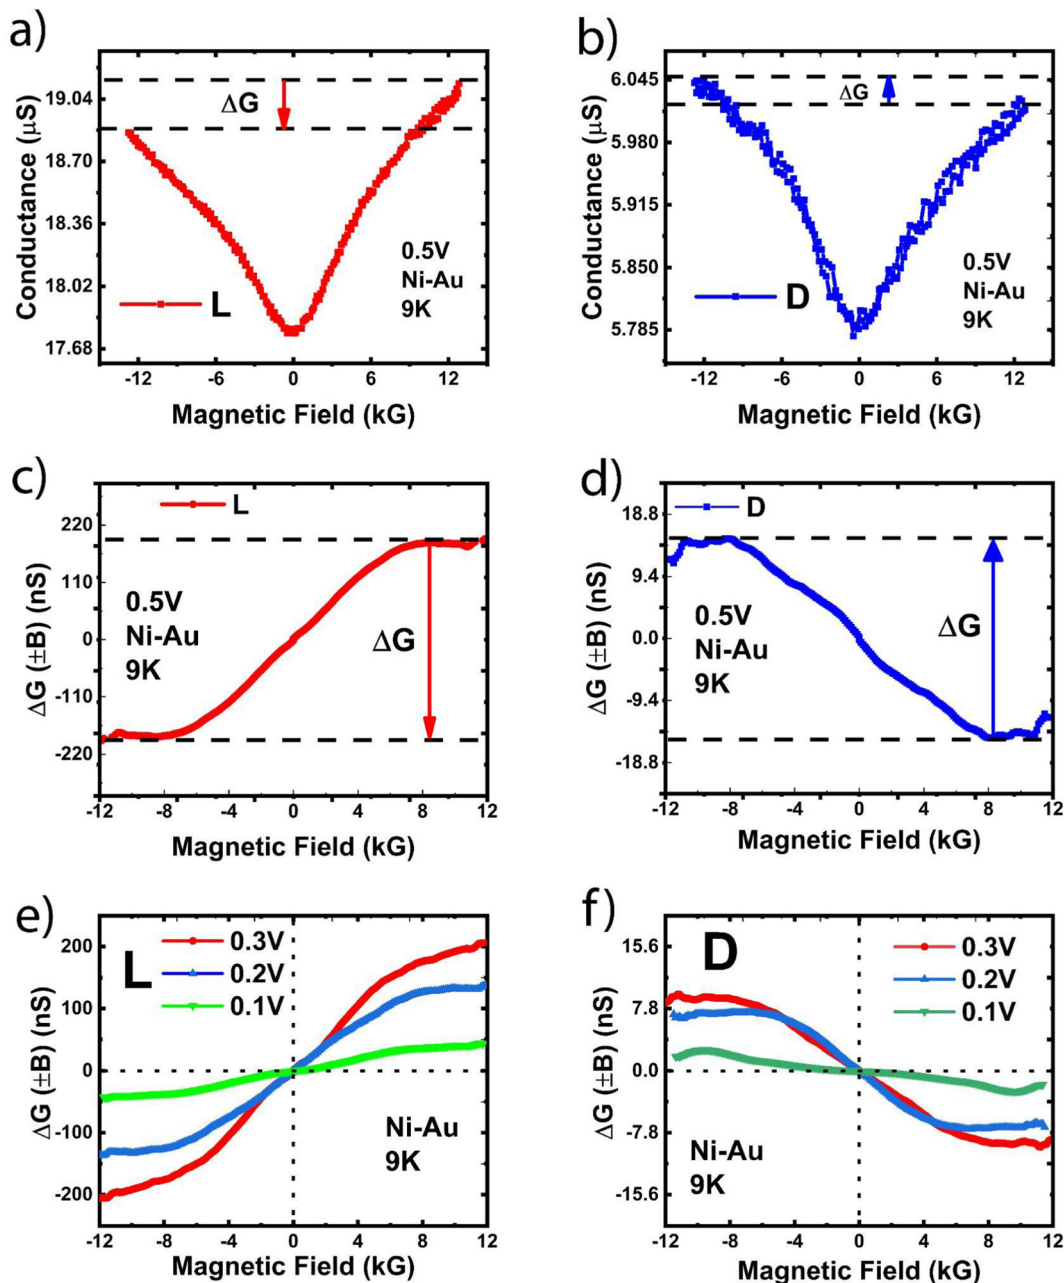 a)
19.04
18.70
18.36
18.02
17.68
Conductance (μS)
ΔG
0.5V
Ni-Au
9K
L
-12 -6 0 6 12
Magnetic Field (kG)
b)
6.045
5.980
5.915
5.850
5.785
Conductance (μS)
ΔG
0.5V
Ni-Au
9K
D
-12 -6 0 6 12
Magnetic Field (kG)
c)
L
220
110
0
-110
-220
ΔG (±B) (nS)
0.5V
Ni-Au
9K
ΔG
-12 -8 -4 0 4 8 12
Magnetic Field (kG)
d)
D
18.8
9.4
0.0
-9.4
-18.8
ΔG (±B) (nS)
0.5V
Ni-Au
9K
ΔG
-12 -8 -4 0 4 8 12
Magnetic Field (kG)
e)
L
0.3V
0.2V
0.1V
200
100
0
-100
-200
ΔG (±B) (nS)
Ni-Au
9K
-12 -8 -4 0 4 8 12
Magnetic Field (kG)
f)
D
0.3V
0.2V
0.1V
15.6
7.8
0.0
-7.8
-15.6
ΔG (±B) (nS)
Ni-Au
9K
-12 -8 -4 0 4 8 12
Magnetic Field (kG)